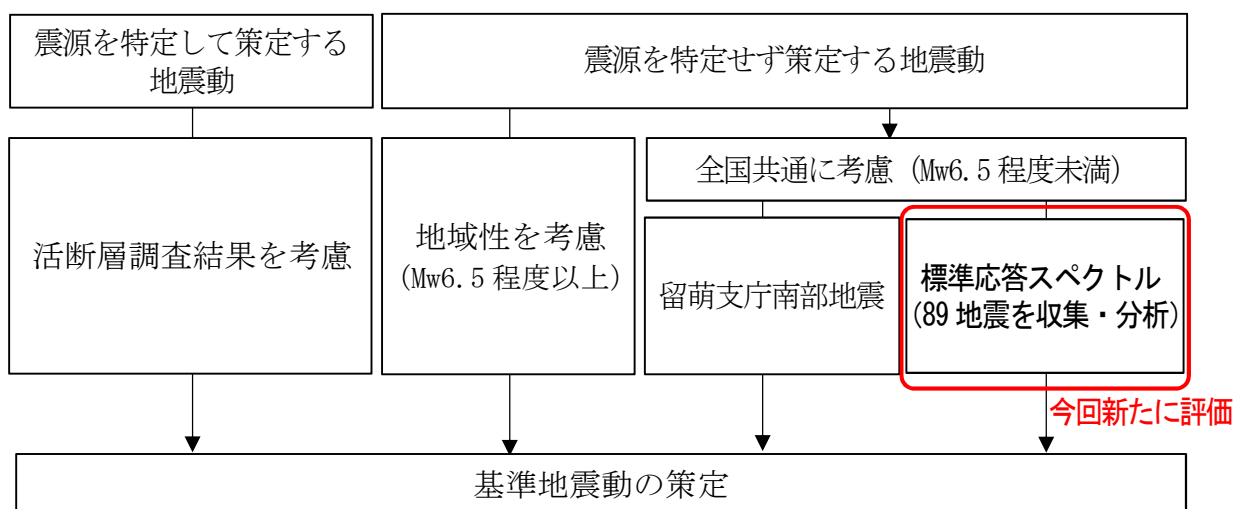 震源を特定して策定する
地震動
震源を特定せず策定する地震動
活断層調査結果を考慮
地域性を考慮
(Mw6.5程度以上)
全国共通に考慮 (Mw6.5程度未満)
留萌支庁南部地震
標準応答スペクトル
(89地震を収集・分析)
今回新たに評価
基準地震動の策定